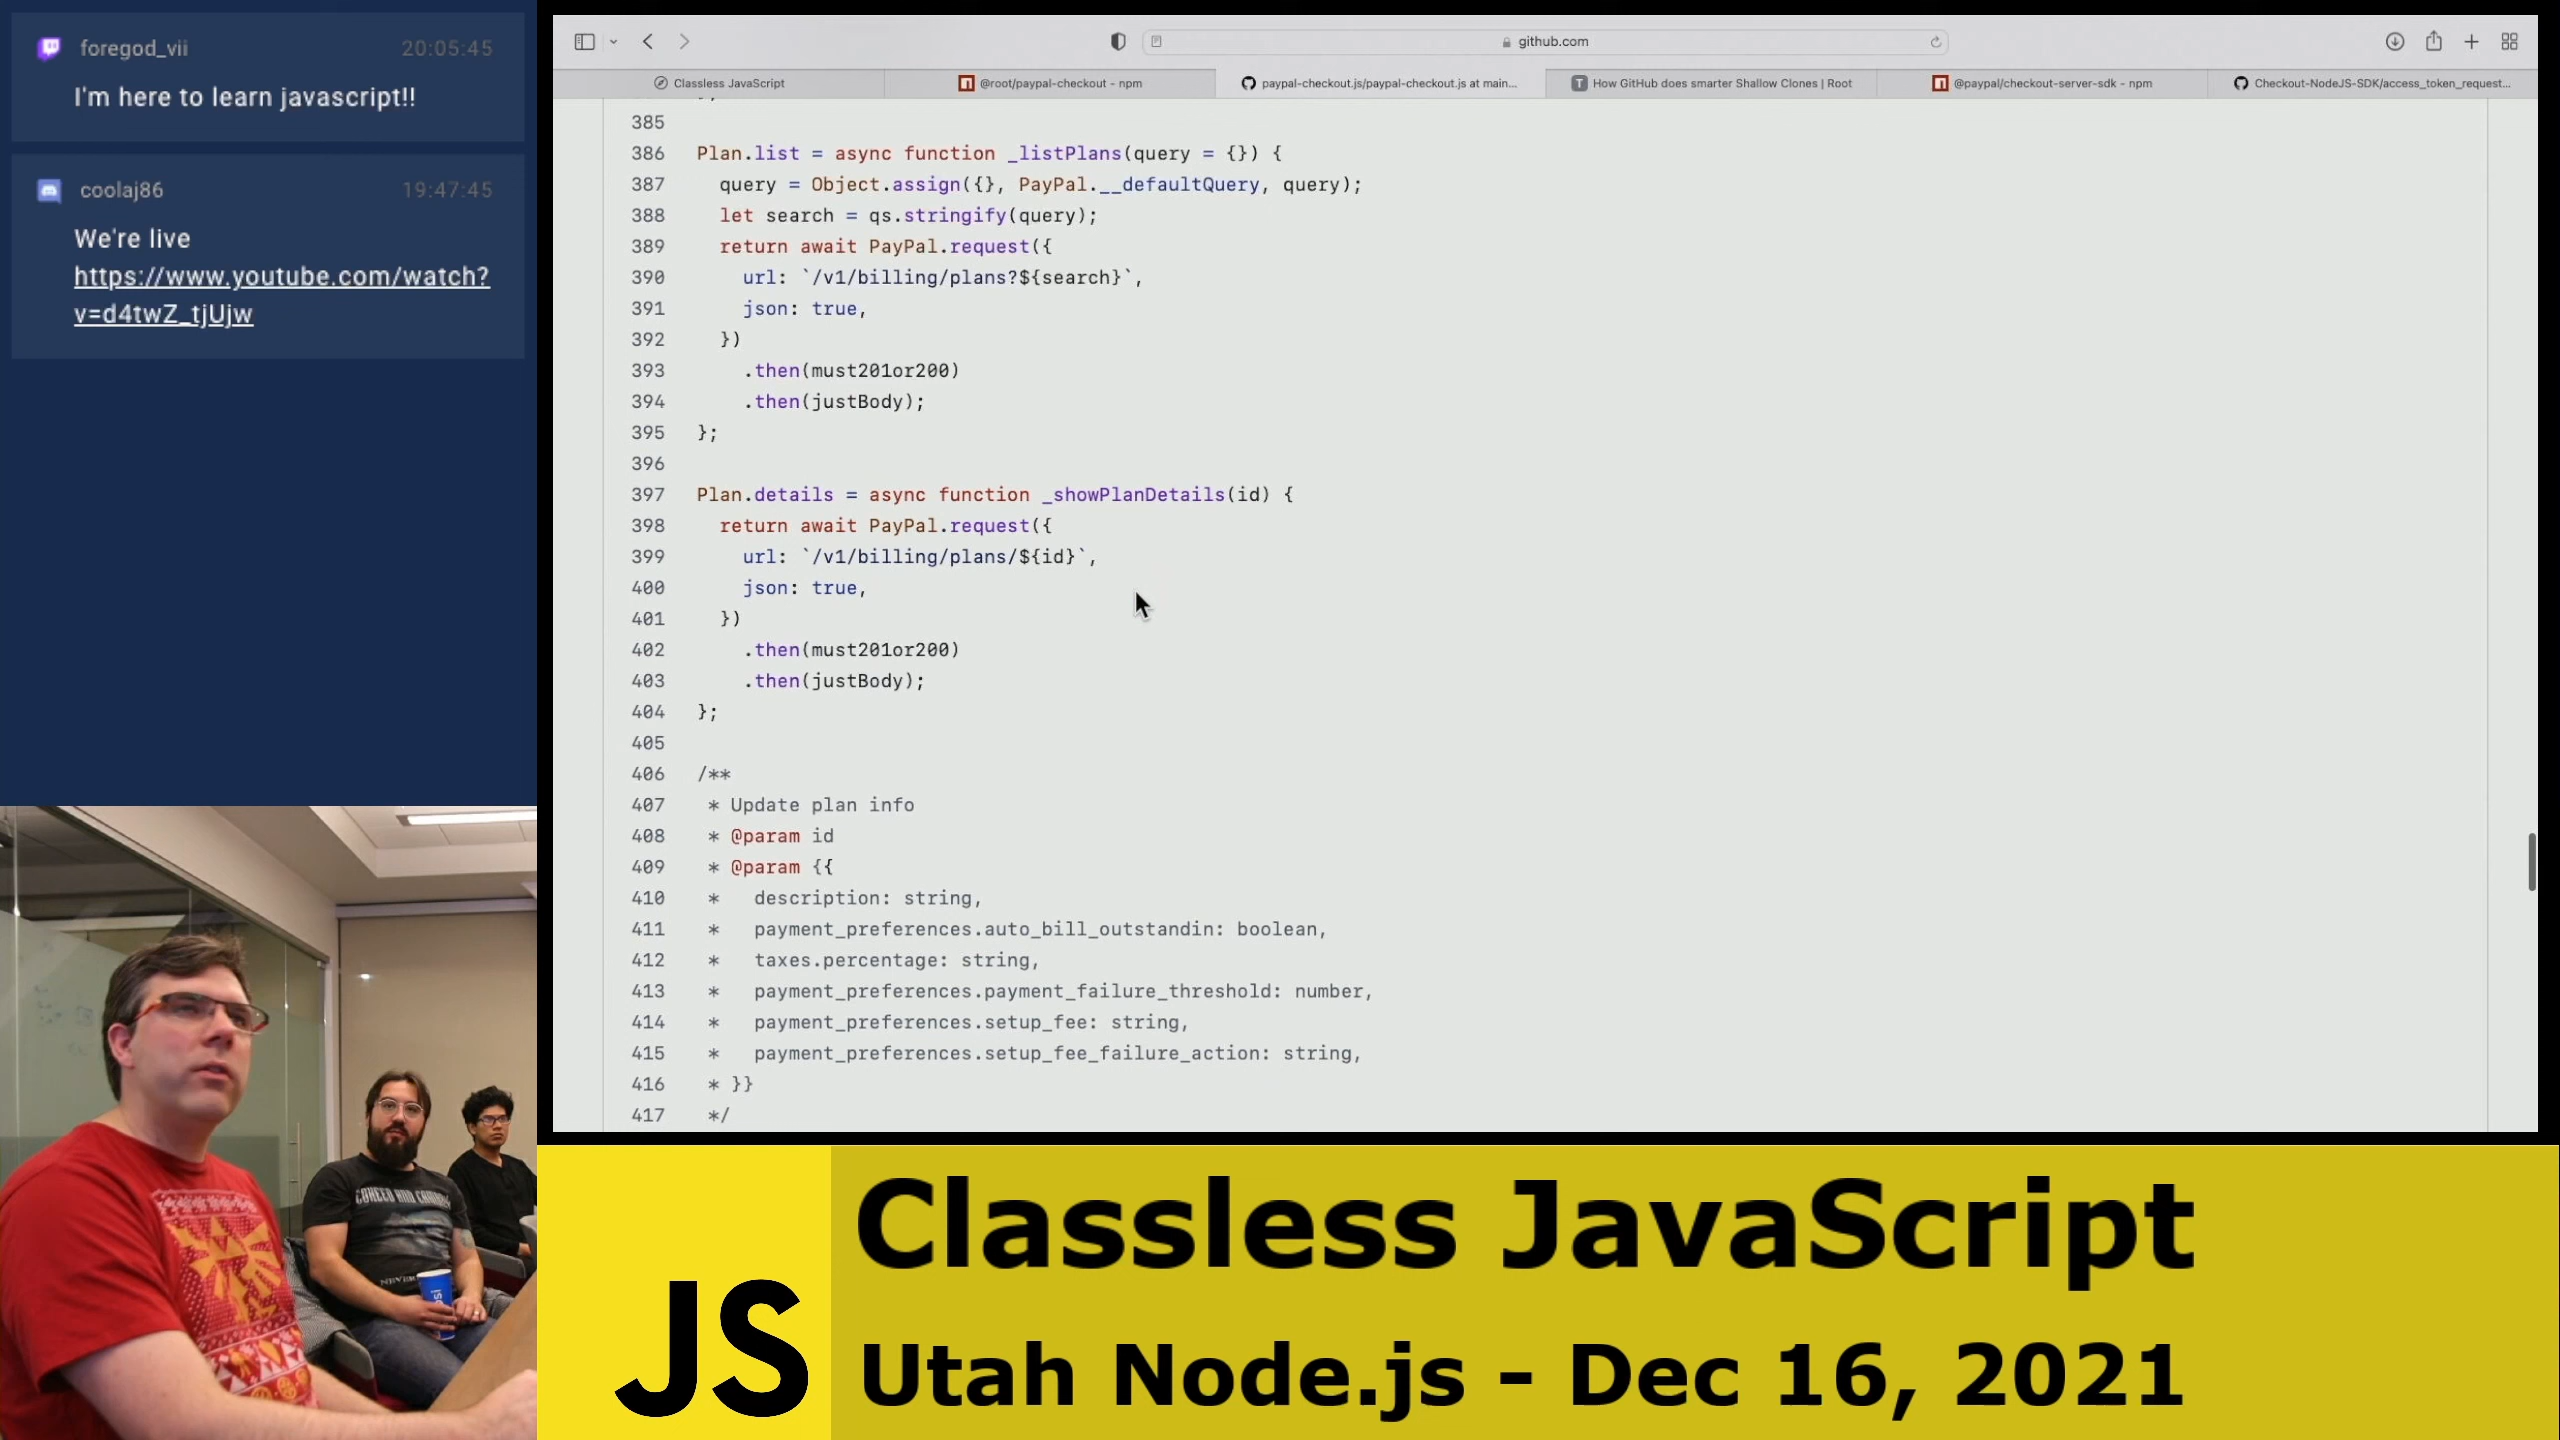 foregod_vii 20:05:45
I'm here to learn javascript!!
coolaj86 19:47:45
We're live
https://www.youtube.com/watch?
v=d4twZ_tjUjw
github.com
Classless JavaScript
@root/paypal-checkout - npm
paypal-checkout.js/paypal-checkout.js at main...
How GitHub does smarter Shallow Clones | Root
@paypal/checkout-server-sdk - npm
Checkout-NodeJS-SDK/access_token_request...
385
386 Plan.list = async function _listPlans(query = {}) {
387   query = Object.assign({}, PayPal.__defaultQuery, query);
388   let search = qs.stringify(query);
389   return await PayPal.request({
390     url: `/v1/billing/plans?${search}`,
391     json: true,
392   })
393     .then(must201or200)
394     .then(justBody);
395 };
396
397 Plan.details = async function _showPlanDetails(id) {
398   return await PayPal.request({
399     url: `/v1/billing/plans/${id}`,
400     json: true,
401   })
402     .then(must201or200)
403     .then(justBody);
404 };
405
406 /**
407  * Update plan info
408  * @param id
409  * @param {{
410  *   description: string,
411  *   payment_preferences.auto_bill_outstandin: boolean,
412  *   taxes.percentage: string,
413  *   payment_preferences.payment_failure_threshold: number,
414  *   payment_preferences.setup_fee: string,
415  *   payment_preferences.setup_fee_failure_action: string,
416  * }}
417  */
COHEED AND CAMBRIA
JS
Classless JavaScript
Utah Node.js - Dec 16, 2021